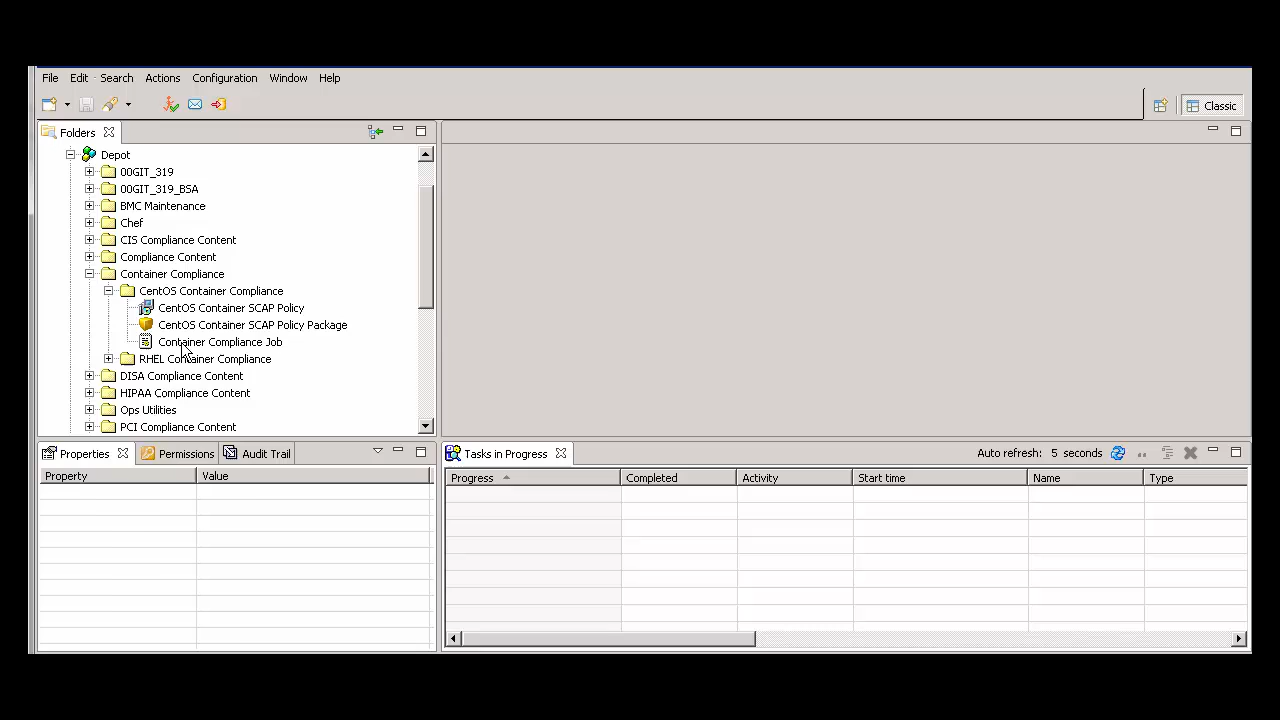 File Edit Search Actions Configuration Window Help
Classic
Folders
Depot
00GIT_319
00GIT_319_BSA
BMC Maintenance
Chef
CIS Compliance Content
Compliance Content
Container Compliance
CentOS Container Compliance
CentOS Container SCAP Policy
CentOS Container SCAP Policy Package
Container Compliance Job
RHEL Container Compliance
DISA Compliance Content
HIPAA Compliance Content
Ops Utilities
PCI Compliance Content
Properties Permissions Audit Trail
Property Value
Tasks in Progress Auto refresh: 5 seconds
Progress Completed Activity Start time Name Type